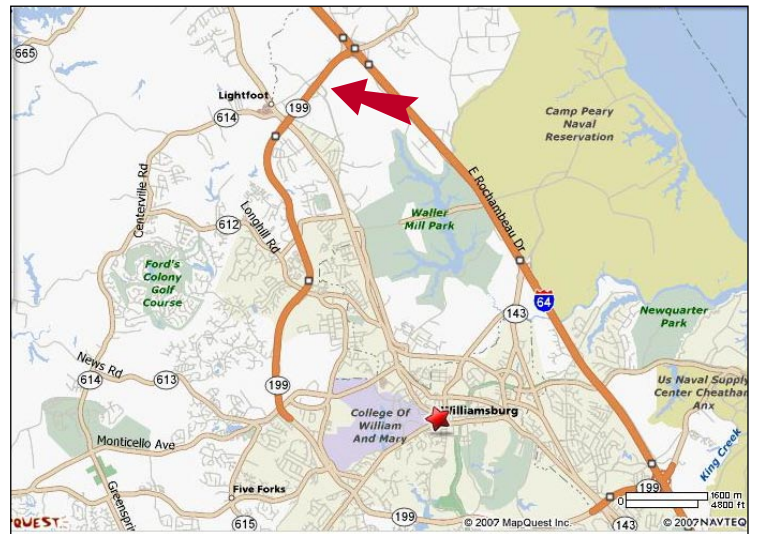 665
Lightfoot
199
614
Camp Peary
Naval
Reservation
Centerville Rd
E Rochambeau Dr
612
Longhill Rd
Waller
Mill Park
Ford's
Colony
Golf
Course
64
143
Newquarter
Park
News Rd
614
613
199
Us Naval Supply
Center Cheatham
Anx
College Of
William
And Mary
Williamsburg
Monticello Ave
King Creek
Greenspri
Five Forks
199
615
199
143
0
1600 m
4800 ft
QUEST
© 2007 MapQuest Inc.
© 2007 NAVTEQ